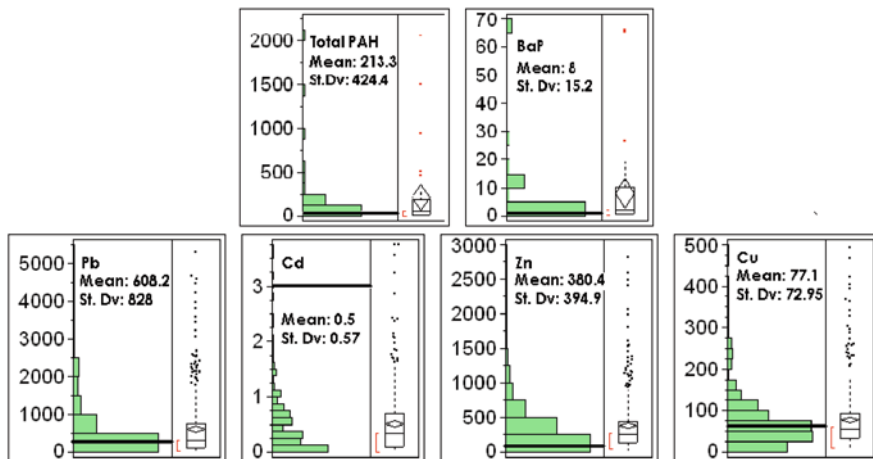 Total PAH
Mean: 213.3
St.Dv: 424.4
2000
1500
1000
500
0
BaP
Mean: 8
St. Dv: 15.2
70
60
50
40
30
20
10
0
Pb
Mean: 608.2
St. Dv: 828
5000
4000
3000
2000
1000
0
Cd
Mean: 0.5
St. Dv: 0.57
3
2
1
0
Zn
Mean: 380.4
St. Dv: 394.9
3000
2500
2000
1500
1000
500
0
Cu
Mean: 77.1
St. Dv: 72.95
500
400
300
200
100
0